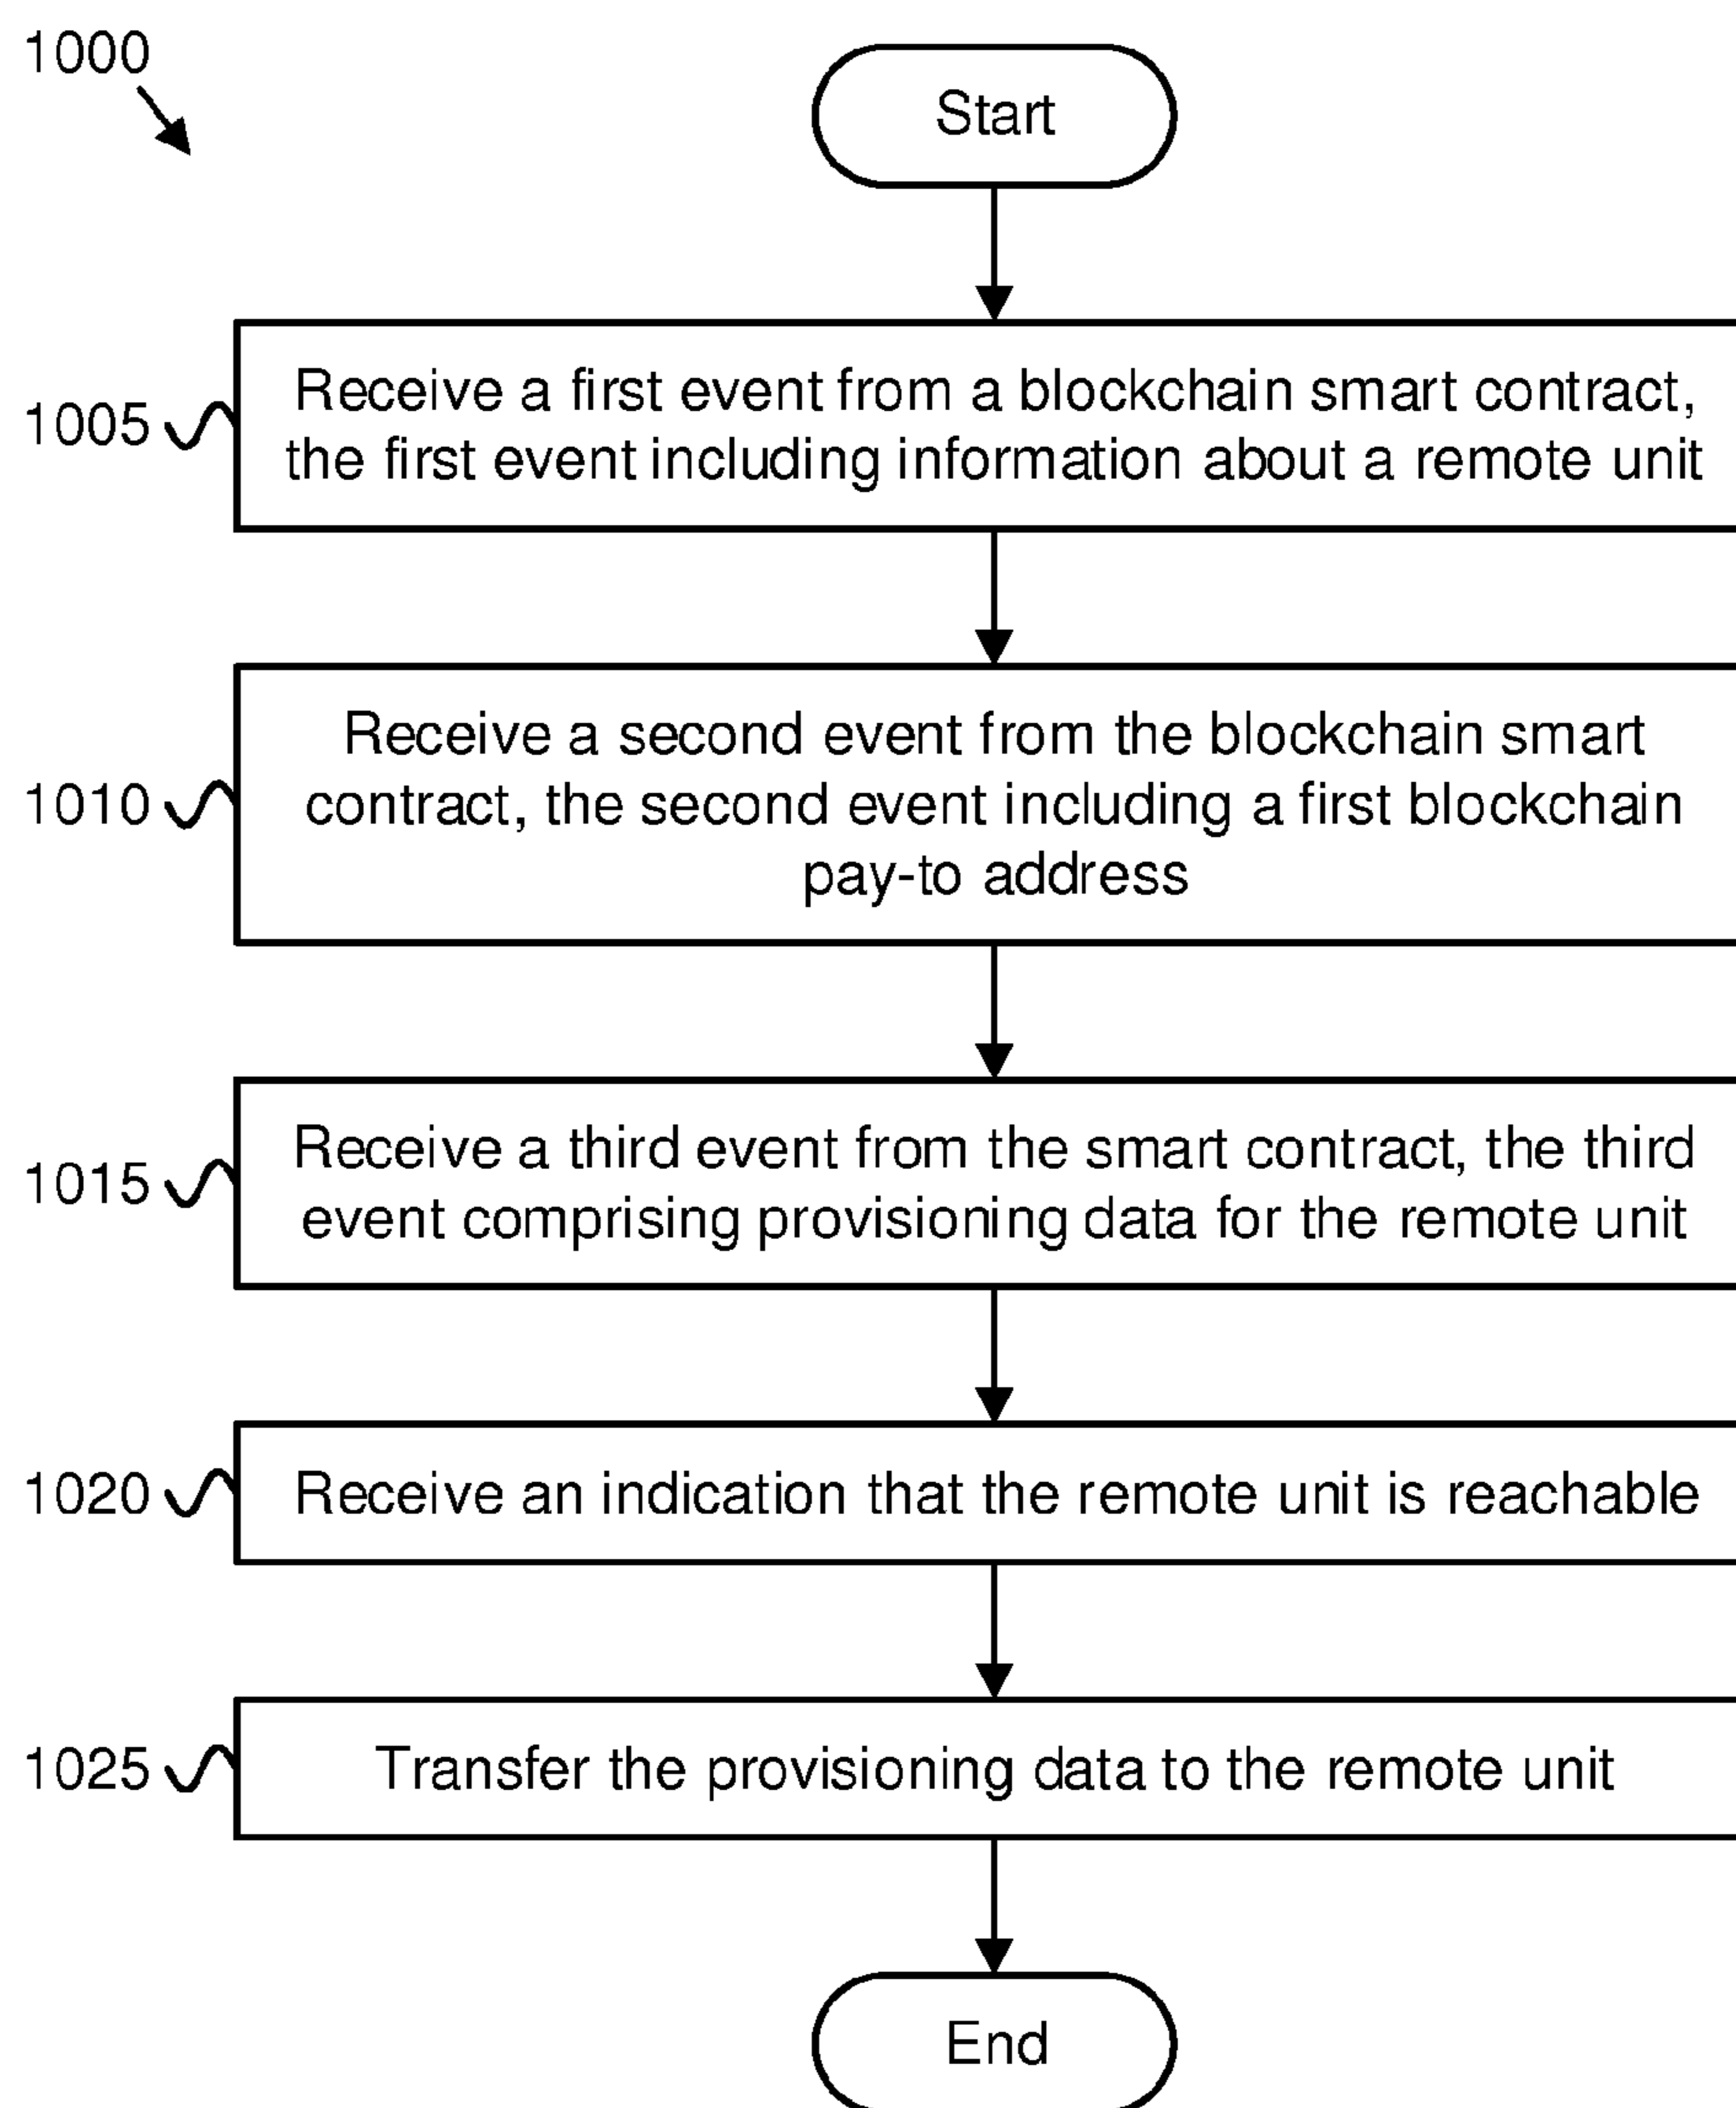 1000
Start
1005
Receive a first event from a blockchain smart contract,
the first event including information about a remote unit
1010
Receive a second event from the blockchain smart
contract, the second event including a first blockchain
pay-to address
1015
Receive a third event from the smart contract, the third
event comprising provisioning data for the remote unit
1020
Receive an indication that the remote unit is reachable
1025
Transfer the provisioning data to the remote unit
End